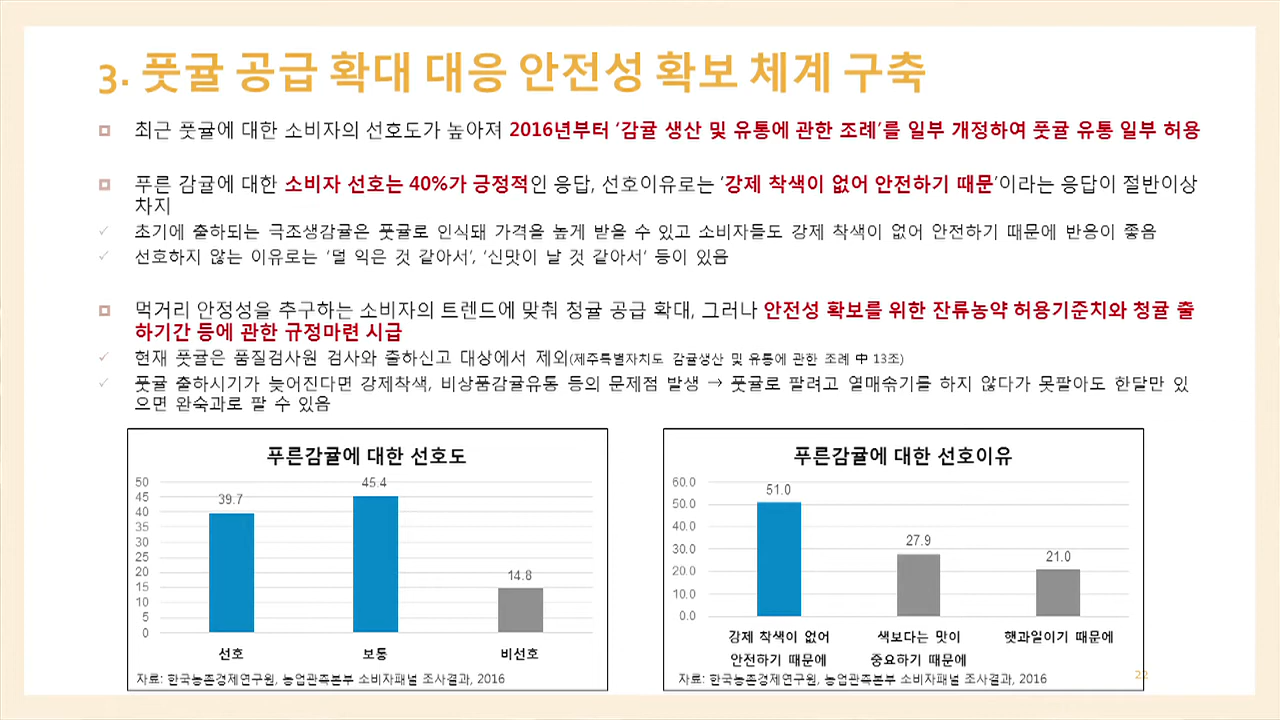 3. 풋귤 공급 확대 대응 안전성 확보 체계 구축
최근 풋귤에 대한 소비자의 선호도가 높아져 2016년부터 ‘감귤 생산 및 유통에 관한 조례’를 일부 개정하여 풋귤 유통 일부 허용
푸른 감귤에 대한 소비자 선호는 40%가 긍정적인 응답, 선호이유로는 ‘강제 착색이 없어 안전하기 때문’이라는 응답이 절반이상
차지
✓ 초기에 출하되는 극조생감귤은 풋귤로 인식돼 가격을 높게 받을 수 있고 소비자들도 강제 착색이 없어 안전하기 때문에 반응이 좋음
✓ 선호하지 않는 이유로는 ‘덜 익은 것 같아서’, ‘신맛이 날 것 같아서’ 등이 있음
먹거리 안정성을 추구하는 소비자의 트렌드에 맞춰 청귤 공급 확대, 그러나 안전성 확보를 위한 잔류농약 허용기준치와 청귤 출
하기간 등에 관한 규정마련 시급
✓ 현재 풋귤은 품질검사원 검사와 출하신고 대상에서 제외(제주특별자치도 감귤생산 및 유통에 관한 조례 中 13조)
✓ 풋귤 출하시기가 늦어진다면 강제착색, 비상품감귤유통 등의 문제점 발생 → 풋귤로 팔려고 열매솎기를 하지 않다가 못팔아도 한달만 있
으면 완숙과로 팔 수 있음
푸른감귤에 대한 선호도
50
45
40
35
30
25
20
15
10
5
0
39.7
45.4
14.8
선호
보통
비선호
자료: 한국농촌경제연구원, 농업관측본부 소비자패널 조사결과, 2016
푸른감귤에 대한 선호이유
60.0
50.0
40.0
30.0
20.0
10.0
0.0
51.0
27.9
21.0
강제 착색이 없어
안전하기 때문에
색보다는 맛이
중요하기 때문에
햇과일이기 때문에
자료: 한국농촌경제연구원, 농업관측본부 소비자패널 조사결과, 2016
22